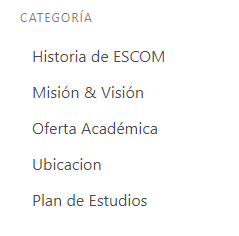 CATEGORÍA
Historia de ESCOM
Misión & Visión
Oferta Académica
Ubicacion
Plan de Estudios